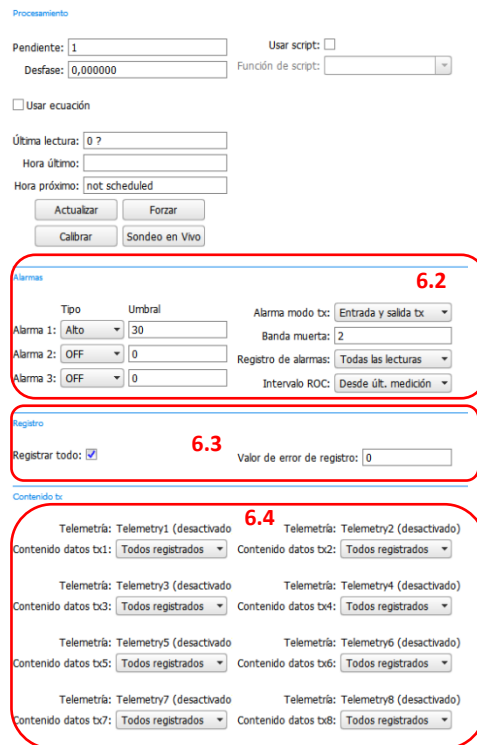 Procesamiento
Pendiente: 1 Usar script:
Desfase: 0,000000 Función de script:
Usar ecuación
Última lectura: 0 ?
Hora último:
Hora próximo: not scheduled
Actualizar Forzar
Calibrar Sondeo en Vivo
6.2
Alarmas
Tipo Umbral Alarma modo tx: Entrada y salida tx
Alarma 1: Alto 30 Banda muerta: 2
Alarma 2: OFF 0 Registro de alarmas: Todas las lecturas
Alarma 3: OFF 0 Intervalo ROC: Desde últ. medición
Registro
6.3
Registrar todo: Valor de error de registro: 0
Contenido tx
6.4
Telemetría: Telemetry1 (desactivado Telemetría: Telemetry2 (desactivado)
Contenido datos tx1: Todos registrados Contenido datos tx2: Todos registrados
Telemetría: Telemetry3 (desactivado Telemetría: Telemetry4 (desactivado)
Contenido datos tx3: Todos registrados Contenido datos tx4: Todos registrados
Telemetría: Telemetry5 (desactivado Telemetría: Telemetry6 (desactivado)
Contenido datos tx5: Todos registrados Contenido datos tx6: Todos registrados
Telemetría: Telemetry7 (desactivado Telemetría: Telemetry8 (desactivado)
Contenido datos tx7: Todos registrados Contenido datos tx8: Todos registrados